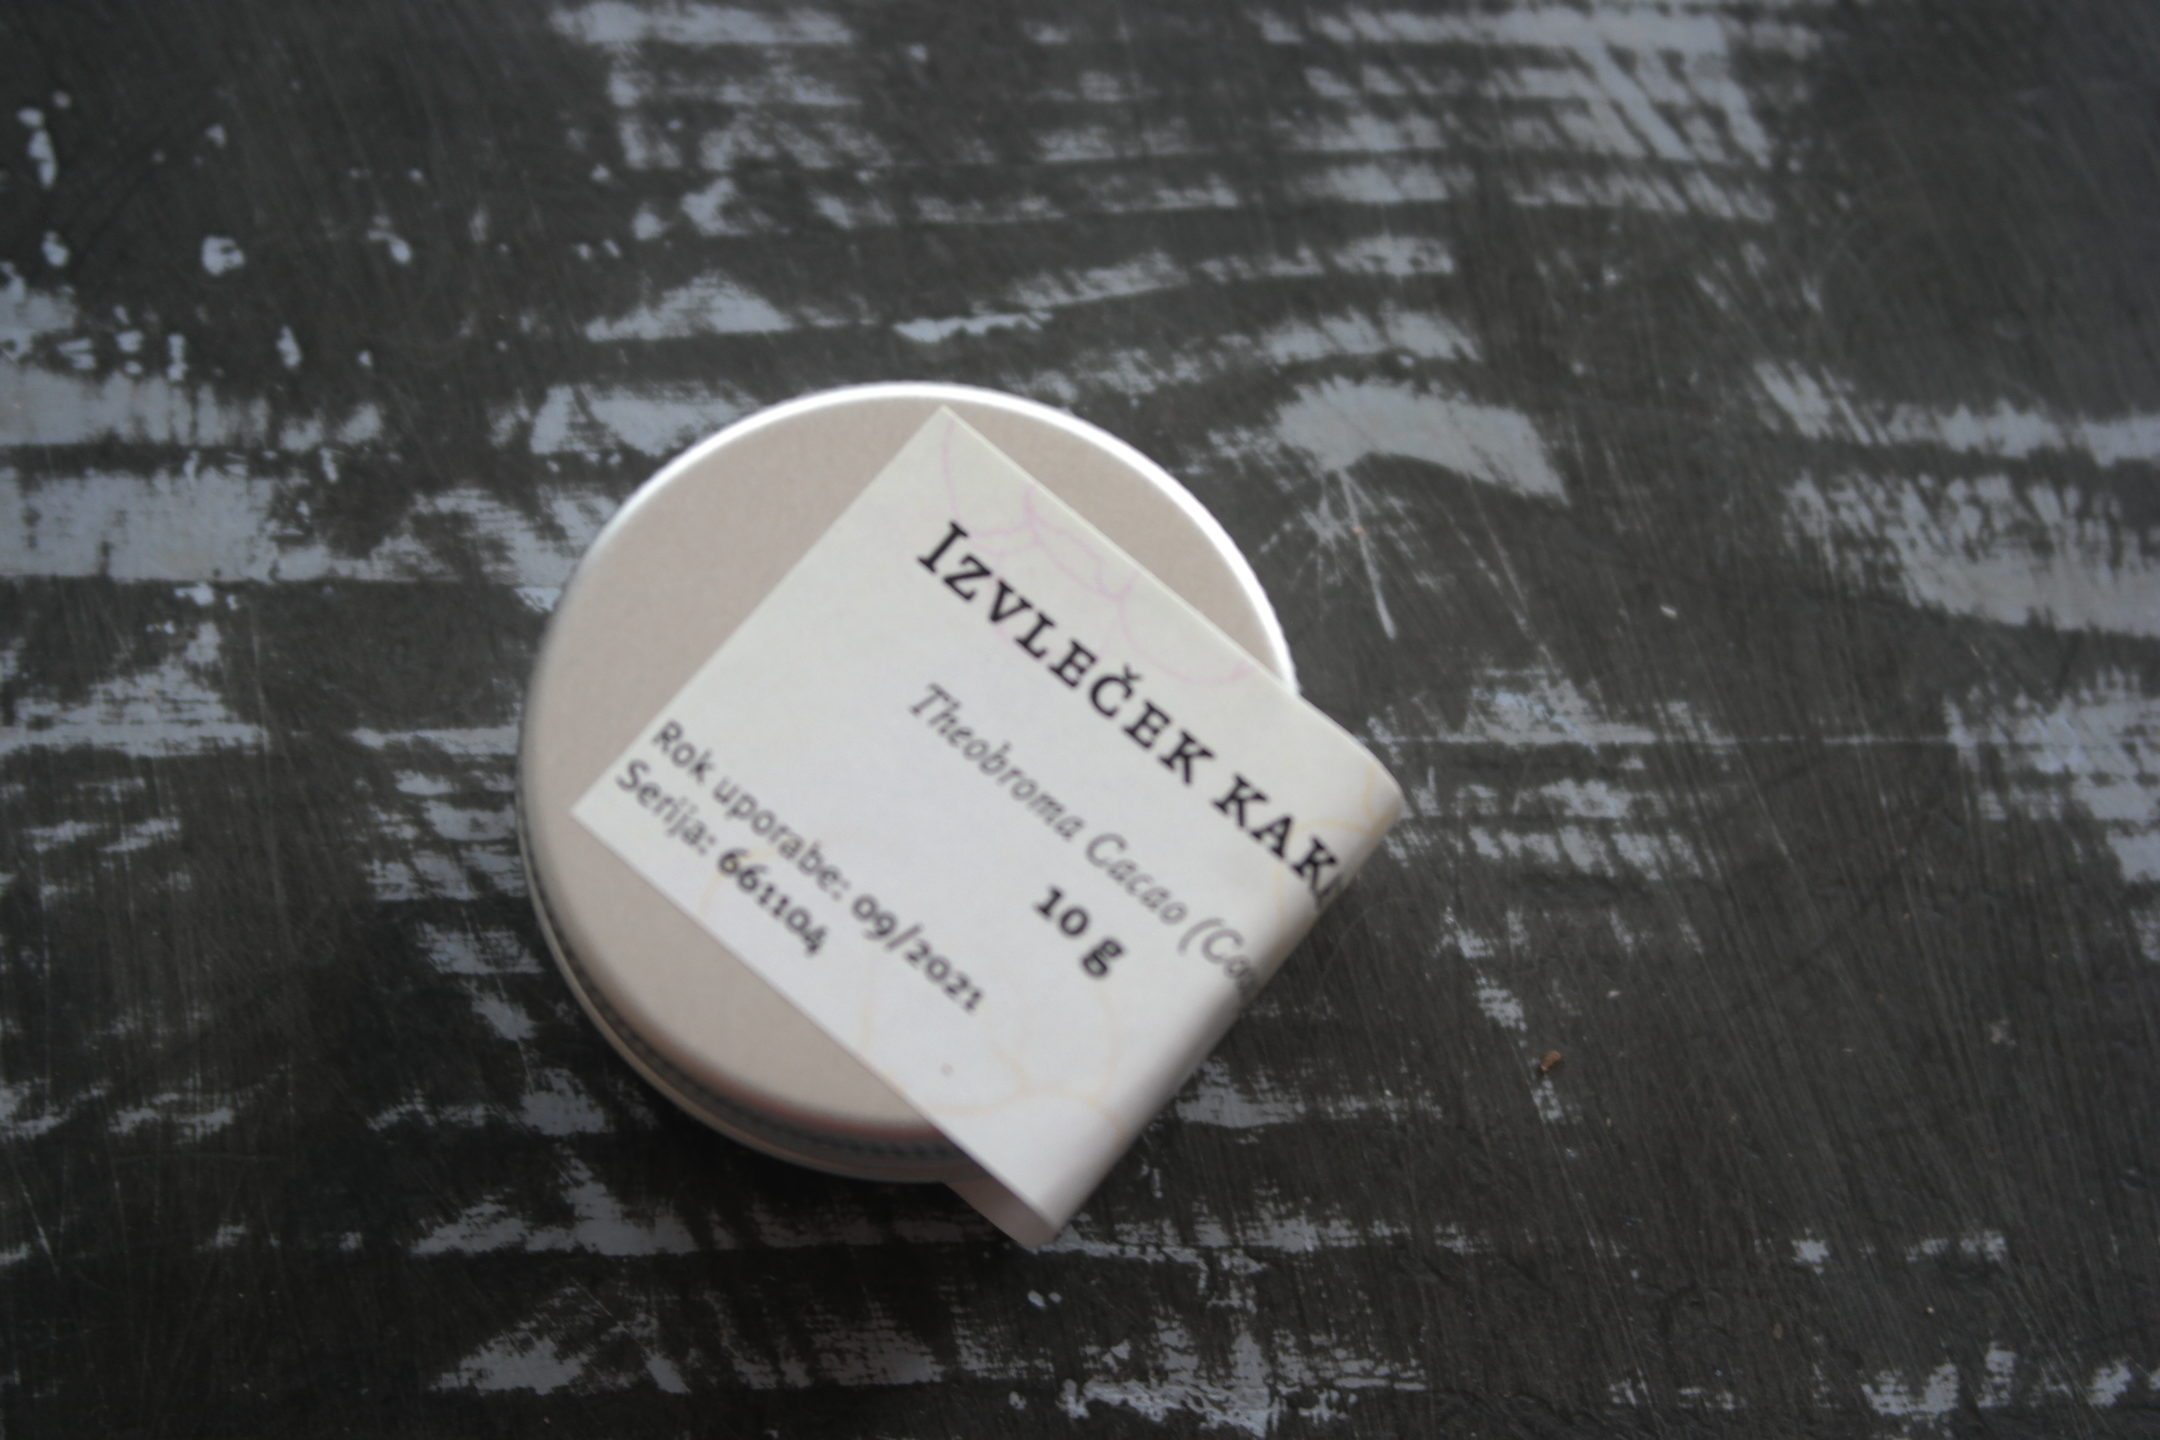 IZVLEČEK KAK
Theobroma Cacao (Co
10 g
Rok uporabe: 09/2021
Serija: 661104